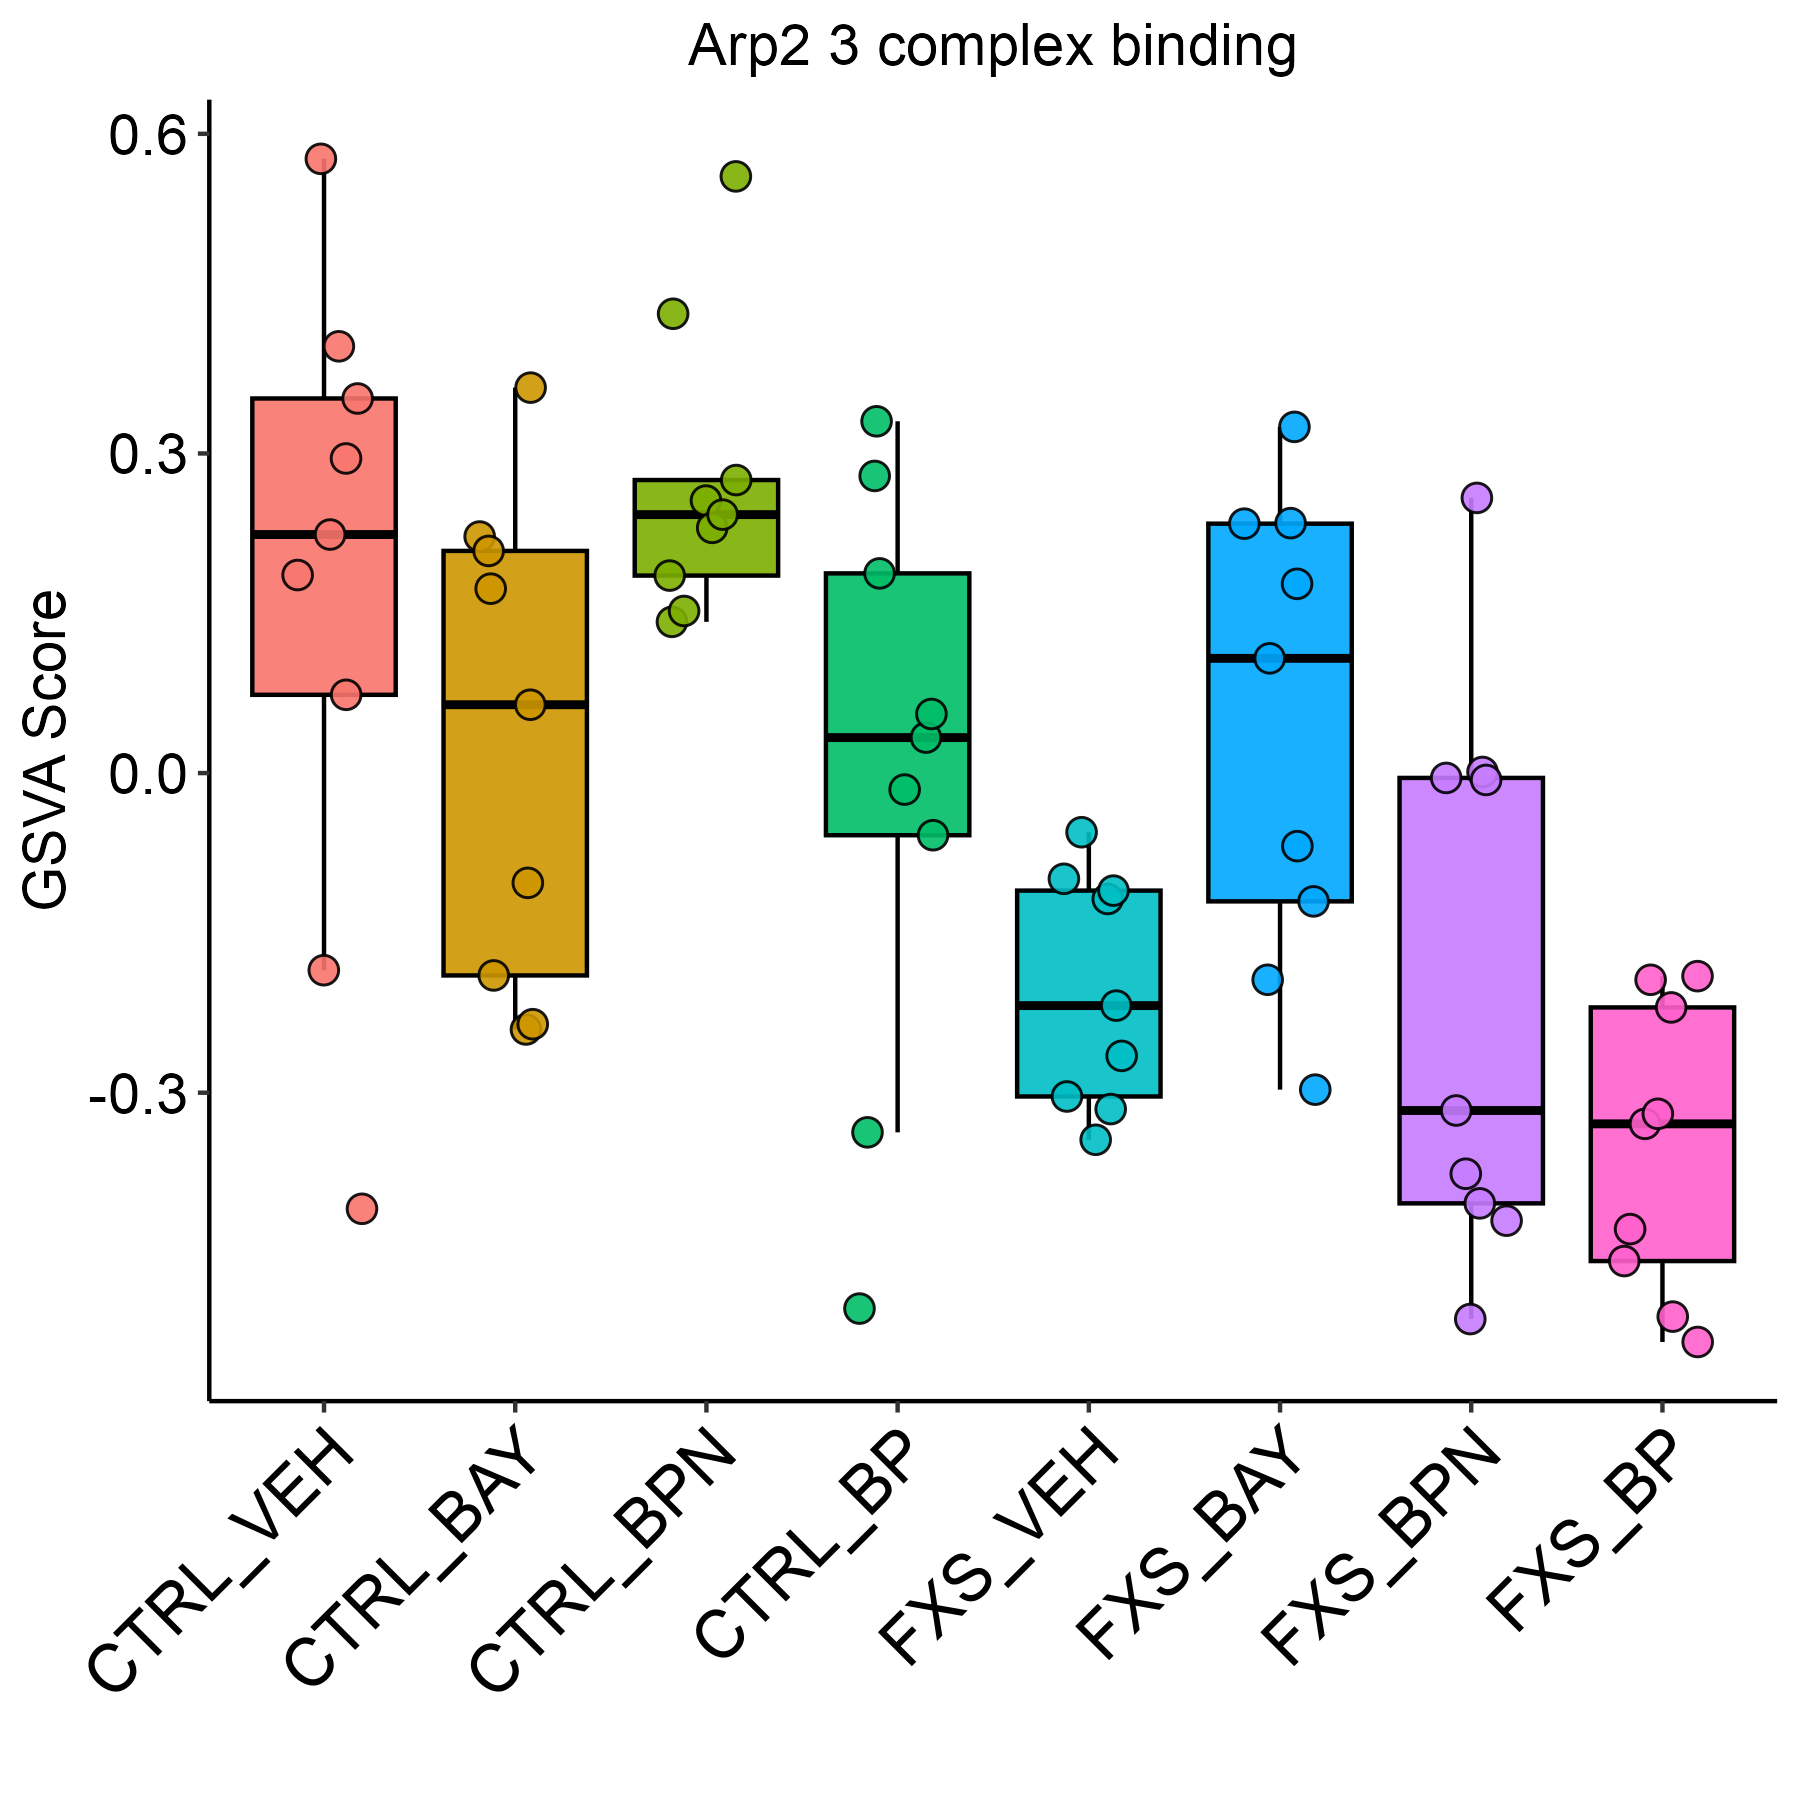 Arp2 3 complex binding
GSVA Score
0.6
0.3
0.0
-0.3
CTRL_VEH
CTRL_BAY
CTRL_BPN
CTRL_BP
FXS_VEH
FXS_BAY
FXS_BPN
FXS_BP